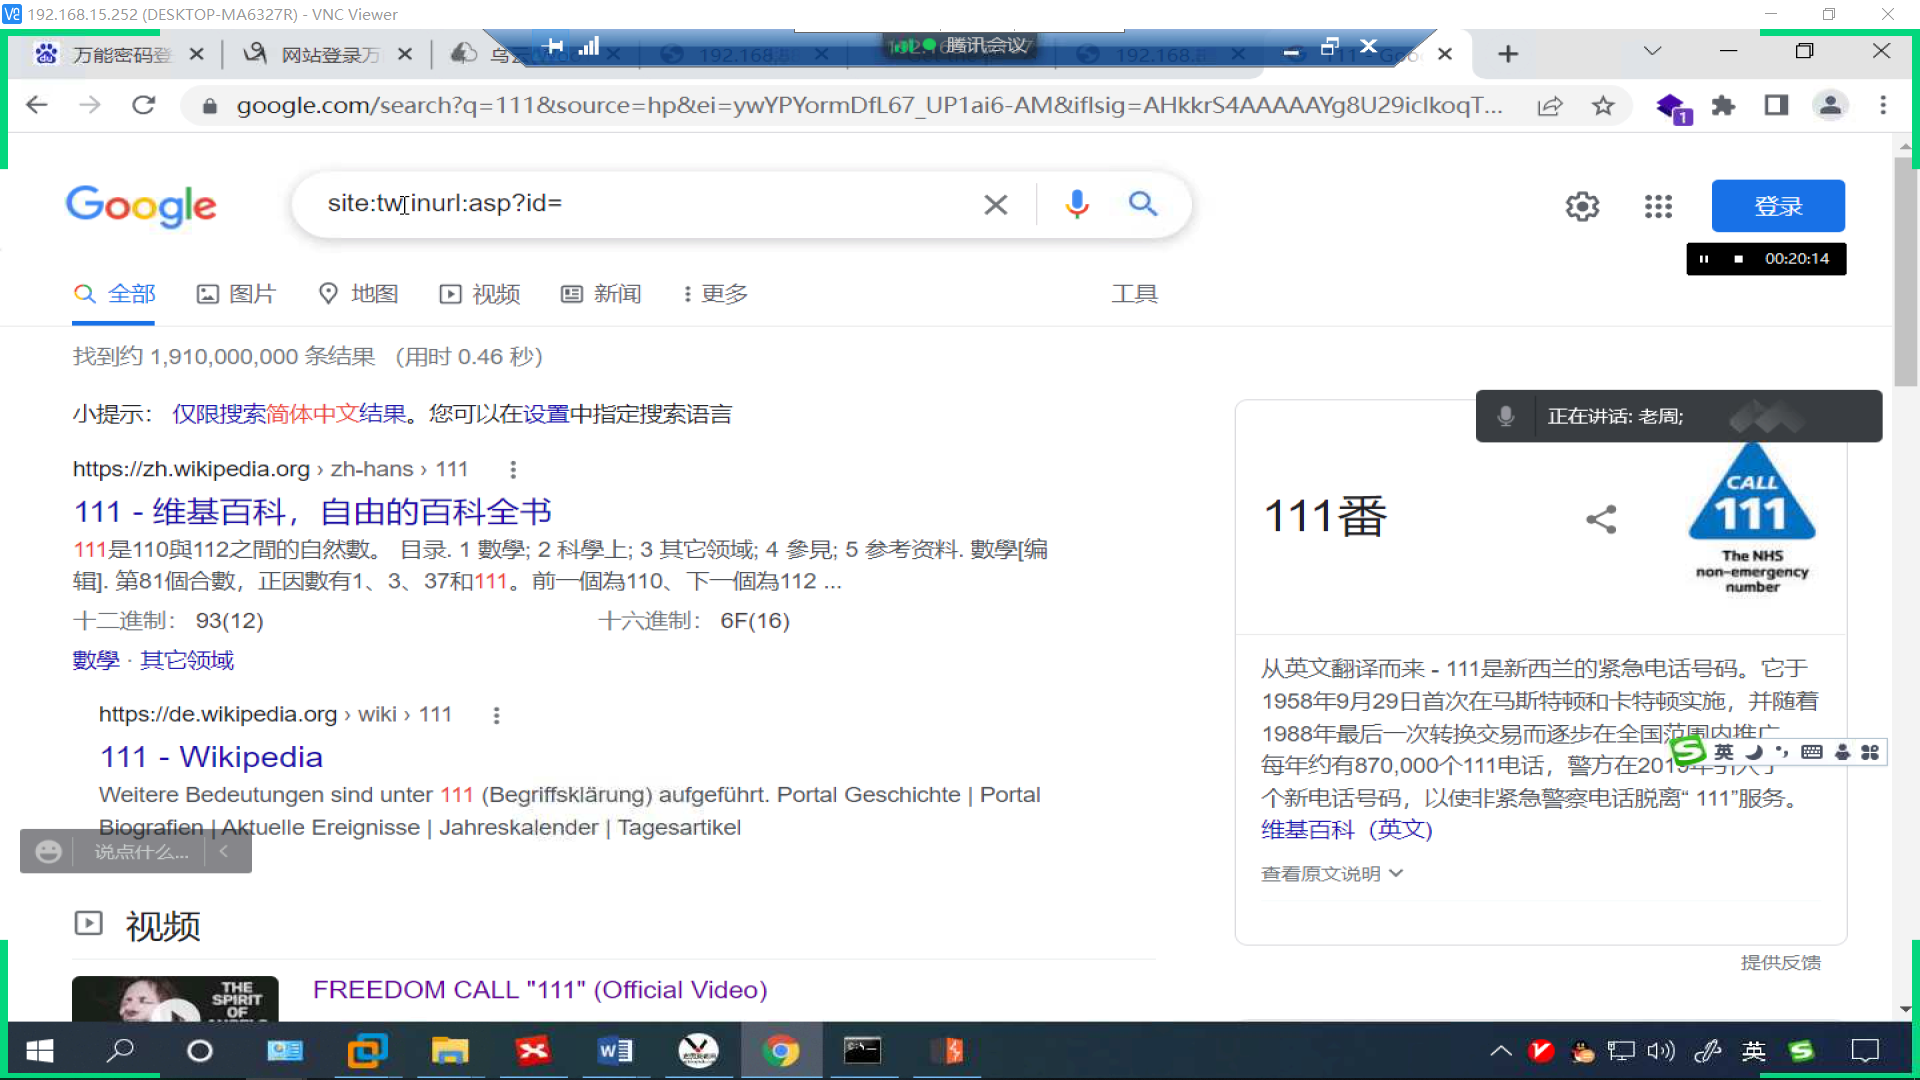 192.168.15.252 (DESKTOP-MA6327R) - VNC Viewer
万能密码登
网站登录万
腾讯会议
google.com/search?q=111&source=hp&ei=ywYPYormDfL67_UP1ai6-AM&iflsig=AHkkrS4AAAAAYg8U29iclkoqT...
1
Google
site:tw inurl:asp?id=
登录
00:20:14
全部
图片
地图
视频
新闻
更多
工具
找到约 1,910,000,000 条结果 （用时 0.46 秒）
小提示： 仅限搜索简体中文结果。您可以在设置中指定搜索语言
正在讲话: 老周;
https://zh.wikipedia.org › zh-hans › 111
111 - 维基百科，自由的百科全书
111是110與112之間的自然數。 目录. 1 數學; 2 科學上; 3 其它领域; 4 參見; 5 参考资料. 數學[编
辑]. 第81個合數，正因數有1、3、37和111。前一個為110、下一個為112 ...
十二進制： 93(12)
十六進制： 6F(16)
數學 · 其它领域
https://de.wikipedia.org › wiki › 111
111 - Wikipedia
Weitere Bedeutungen sind unter 111 (Begriffsklärung) aufgeführt. Portal Geschichte | Portal
Biografien | Aktuelle Ereignisse | Jahreskalender | Tagesartikel
说点什么...
视频
THE
SPIRIT
OF
FREEDOM CALL "111" (Official Video)
111番
CALL
111
The NHS
non-emergency
number
从英文翻译而来 - 111是新西兰的紧急电话号码。它于
1958年9月29日首次在马斯特顿和卡特顿实施，并随着
1988年最后一次转换交易而逐步在全国范围内推广
每年约有870,000个111电话，警方在2019年引入了
个新电话号码，以使非紧急警察电话脱离“ 111”服务。
维基百科（英文）
查看原文说明
英
提供反馈
英